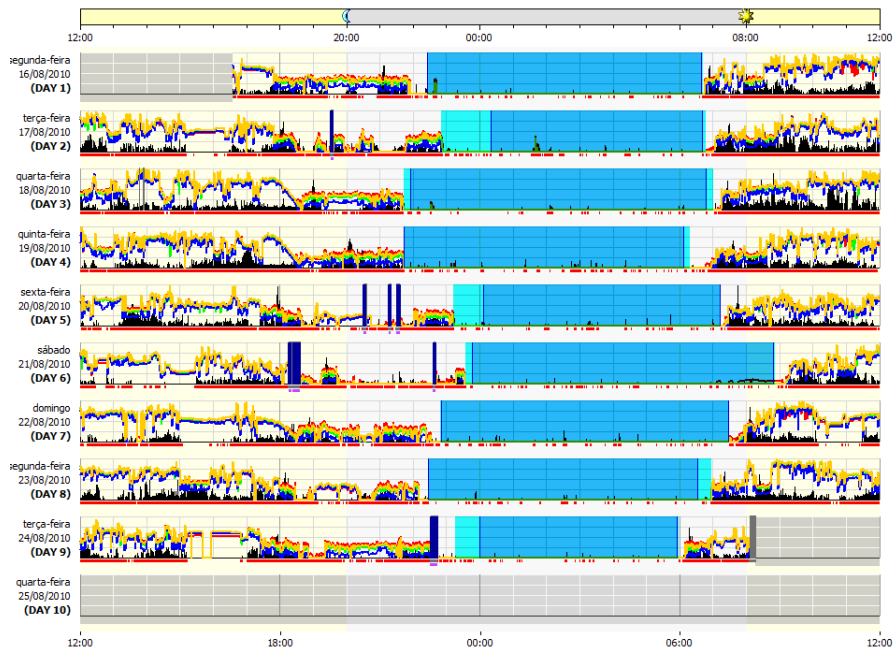 12:00 20:00 00:00 08:00 12:00
segunda-feira
16/08/2010
(DAY 1)
terça-feira
17/08/2010
(DAY 2)
quarta-feira
18/08/2010
(DAY 3)
quinta-feira
19/08/2010
(DAY 4)
sexta-feira
20/08/2010
(DAY 5)
sábado
21/08/2010
(DAY 6)
domingo
22/08/2010
(DAY 7)
segunda-feira
23/08/2010
(DAY 8)
terça-feira
24/08/2010
(DAY 9)
quarta-feira
25/08/2010
(DAY 10)
12:00 18:00 00:00 06:00 12:00